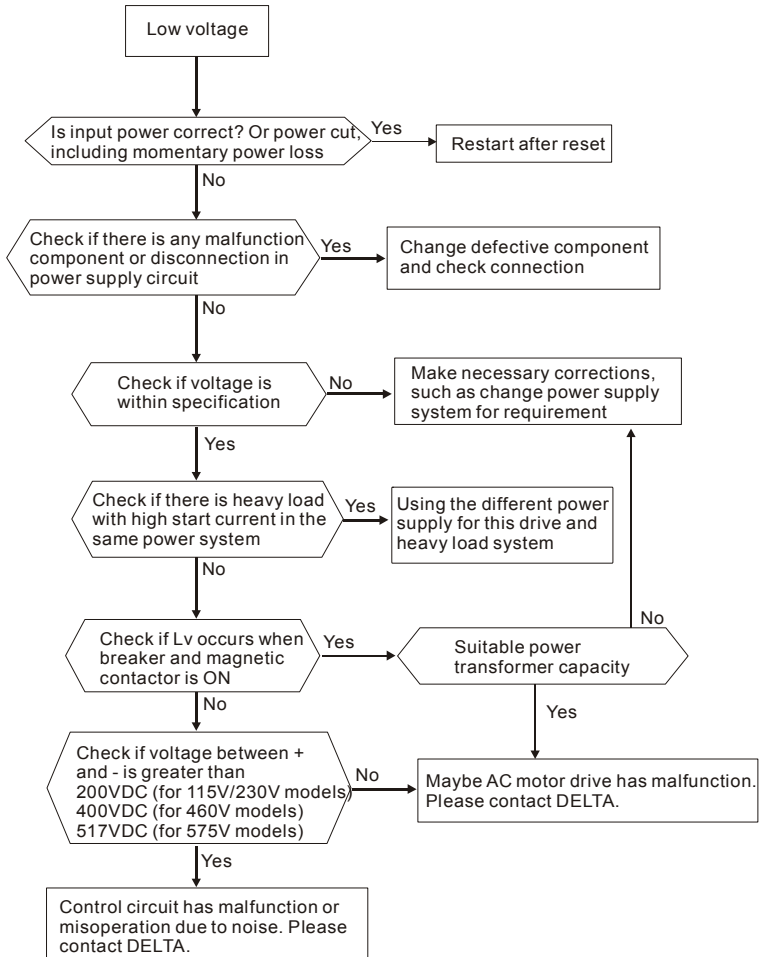 Low voltage
Is input power correct? Or power cut,
including momentary power loss
Yes
Restart after reset
No
Check if there is any malfunction
component or disconnection in
power supply circuit
Yes
Change defective component
and check connection
No
Check if voltage is
within specification
No
Make necessary corrections,
such as change power supply
system for requirement
Yes
Check if there is heavy load
with high start current in the
same power system
Yes
Using the different power
supply for this drive and
heavy load system
No
Check if Lv occurs when
breaker and magnetic
contactor is ON
Yes
Suitable power
transformer capacity
No
Yes
No
Check if voltage between +
and - is greater than
200VDC (for 115V/230V models)
400VDC (for 460V models)
517VDC (for 575V models)
No
Maybe AC motor drive has malfunction.
Please contact DELTA.
Yes
Control circuit has malfunction or
misoperation due to noise. Please
contact DELTA.